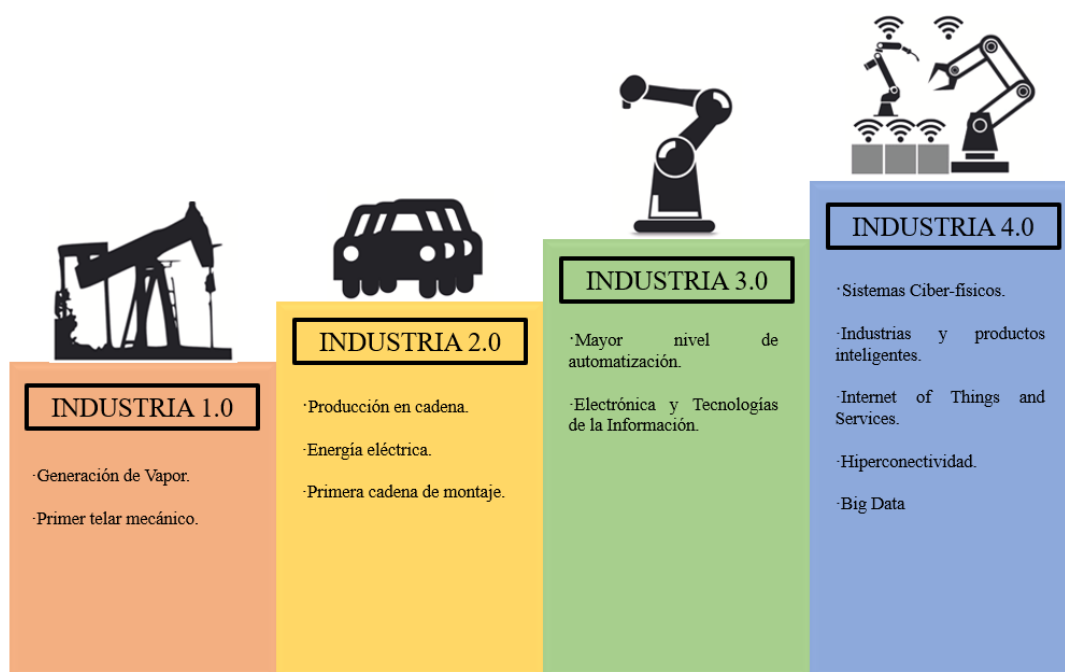 INDUSTRIA 1.0
·Generación de Vapor.
·Primer telar mecánico.
INDUSTRIA 2.0
·Producción en cadena.
·Energía eléctrica.
·Primera cadena de montaje.
INDUSTRIA 3.0
·Mayor nivel de
automatización.
·Electrónica y Tecnologías
de la Información.
INDUSTRIA 4.0
·Sistemas Ciber-físicos.
·Industrias y productos
inteligentes.
·Internet of Things and
Services.
·Hiperconectividad.
·Big Data